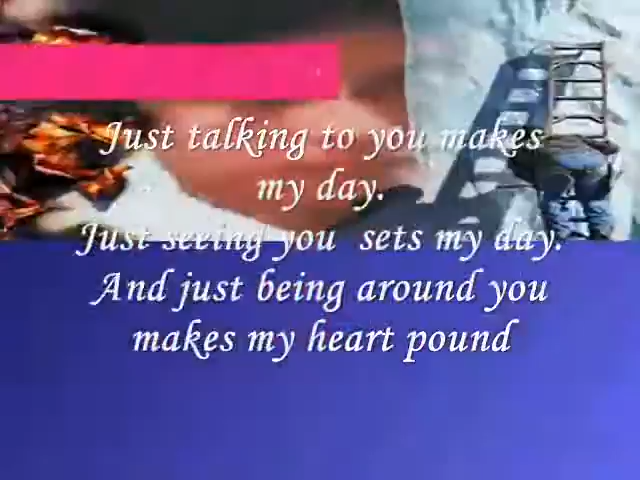 Just talking to you makes
my day.
Just seeing you sets my day.
And just being around you
makes my heart pound